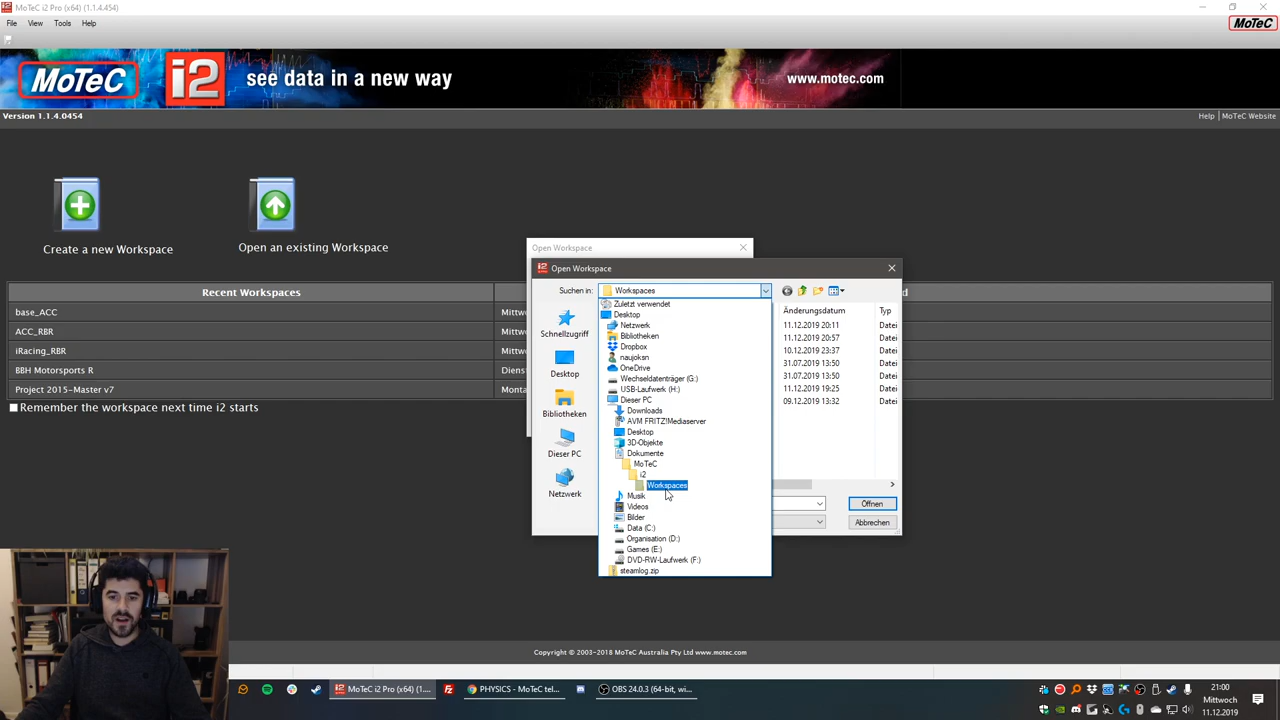 MoTeC i2 Pro (x64) (1.1.4.454)
File View Tools Help
MoTeC
MoTeC i2 see data in a new way www.motec.com
Version 1.1.4.0454
Help | MoTeC Website
Create a new Workspace
Open an existing Workspace
Recent Workspaces
base_ACC Mittwo
ACC_RBR Mittwo
iRacing_RBR Mittwo
BBH Motorsports R Dienst
Project 2015-Master v7 Monta
Remember the workspace next time i2 starts
Open Workspace
Open Workspace
Suchen in: Workspaces
Schnellzugriff
Desktop
Bibliotheken
Dieser PC
Netzwerk
Zuletzt verwendet
Desktop
Netzwerk
Bibliotheken
Dropbox
naujoksn
OneDrive
Wechseldatenträger (G:)
USB-Laufwerk (H:)
Dieser PC
Downloads
AVM FRITZ!Mediaserver
Desktop
3D-Objekte
Dokumente
MoTeC
i2
Workspaces
Musik
Videos
Bilder
Data (C:)
Organisation (D:)
Games (E:)
DVD-RW-Laufwerk (F:)
steamlog.zip
Änderungsdatum Typ
11.12.2019 20:11 Datei
11.12.2019 20:57 Datei
10.12.2019 23:37 Datei
31.07.2019 13:50 Datei
31.07.2019 13:50 Datei
11.12.2019 19:25 Datei
09.12.2019 13:32 Datei
Öffnen
Abbrechen
Copyright © 2003-2018 MoTeC Australia Pty Ltd www.motec.com
MoTeC i2 Pro (x64) (1....
PHYSICS - MoTeC tel...
OBS 24.0.3 (64-bit, wi...
21:00
Mittwoch
11.12.2019